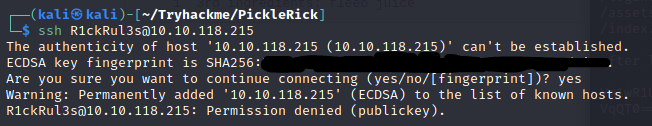 (kali㉿kali)-[~/Tryhackme/PickleRick]
$ ssh R1ckRul3s@10.10.118.215
The authenticity of host '10.10.118.215 (10.10.118.215)' can't be established.
ECDSA key fingerprint is SHA256:
Are you sure you want to continue connecting (yes/no/[fingerprint])? yes
Warning: Permanently added '10.10.118.215' (ECDSA) to the list of known hosts.
R1ckRul3s@10.10.118.215: Permission denied (publickey).